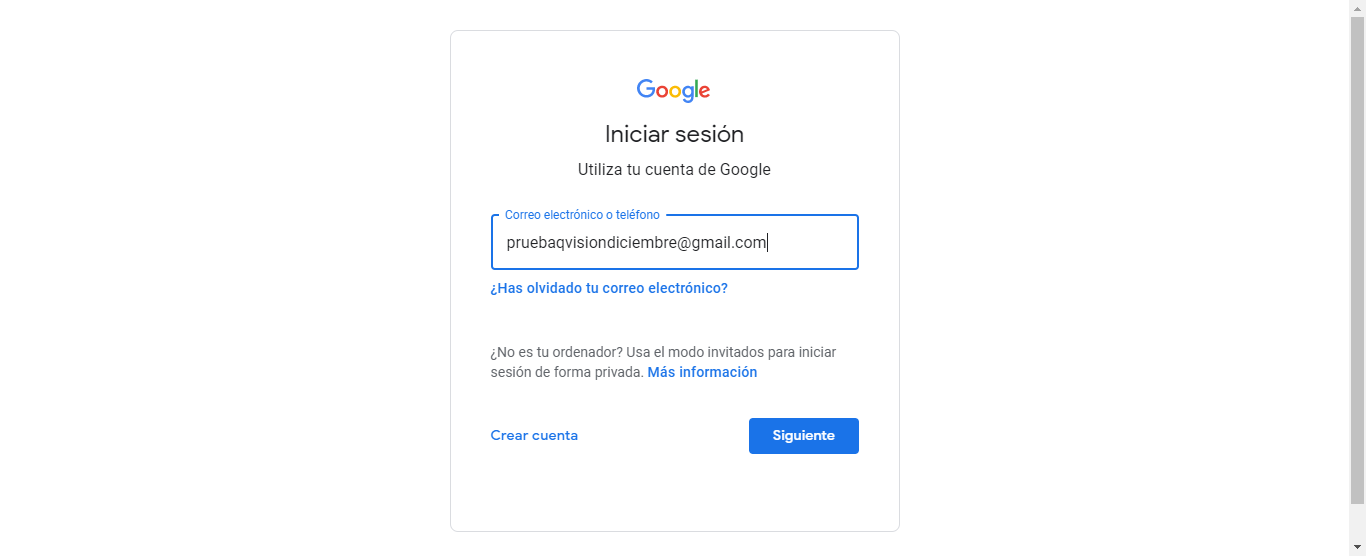 Google
Iniciar sesión
Utiliza tu cuenta de Google
Correo electrónico o teléfono
pruebaqvisiondiciembre@gmail.com
¿Has olvidado tu correo electrónico?
¿No es tu ordenador? Usa el modo invitados para iniciar
sesión de forma privada. Más información
Crear cuenta Siguiente